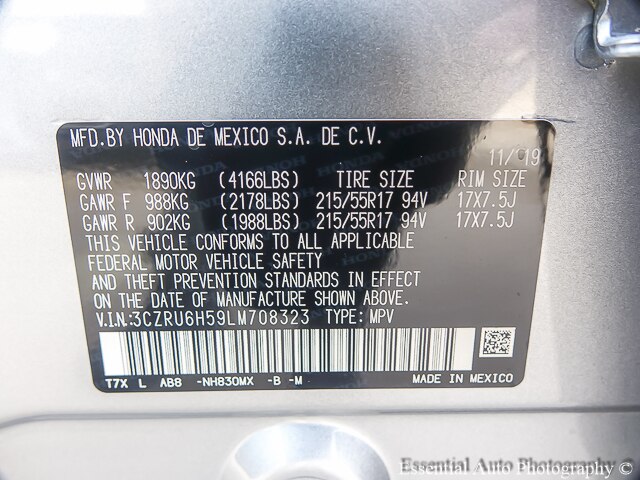 MFD.BY HONDA DE MEXICO S.A. DE C.V.
11/'19
GVWR 1890KG (4166LBS) TIRE SIZE RIM SIZE
GAWR F 988KG (2178LBS) 215/55R17 94V 17X7.5J
GAWR R 902KG (1988LBS) 215/55R17 94V 17X7.5J
THIS VEHICLE CONFORMS TO ALL APPLICABLE
FEDERAL MOTOR VEHICLE SAFETY
AND THEFT PREVENTION STANDARDS IN EFFECT
ON THE DATE OF MANUFACTURE SHOWN ABOVE.
V.I.N:3CZRU6H59LM708323 TYPE: MPV
T7X L AB8 -NH830MX -B -M MADE IN MEXICO
Essential Auto Photography ©